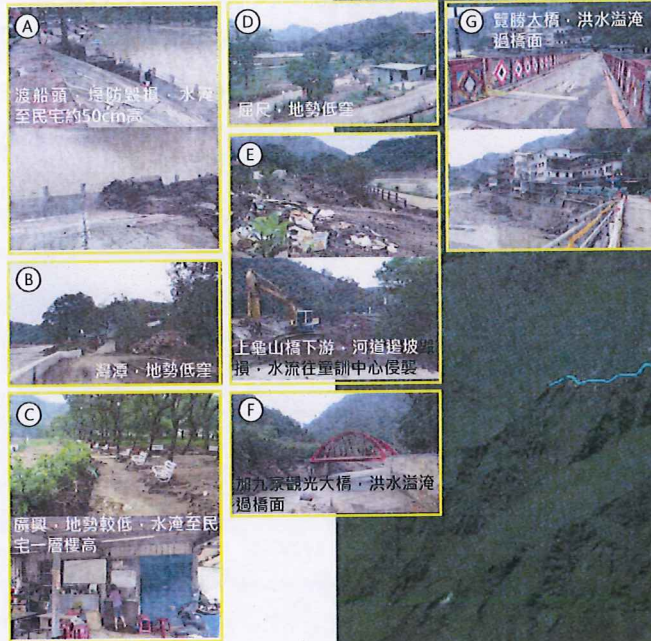 A
渡船頭，堤防毀損，水淹
至民宅約50cm高
B
灣潭，地勢低窪
C
廣興，地勢較低，水淹至民
宅一層樓高
D
屈尺，地勢低窪
E
上龜山橋下游，河道邊坡毀
損，水流往童訓中心侵襲
F
加九寮觀光大橋，洪水溢淹
過橋面
G
覽勝大橋，洪水溢淹
過橋面